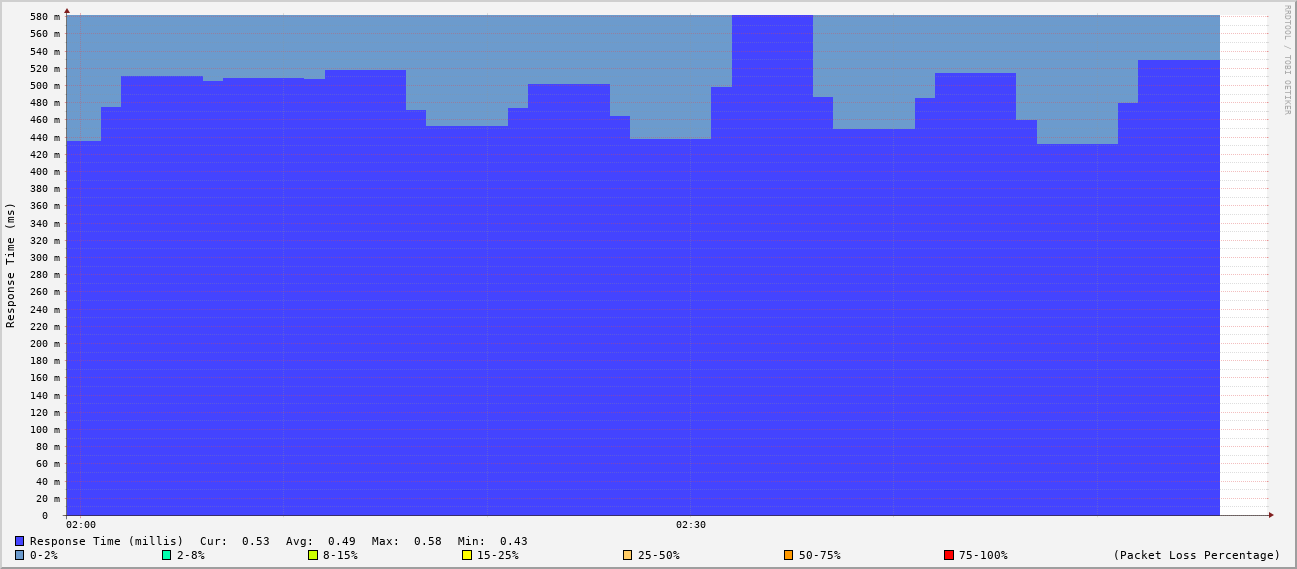 RRDTOOL / TOBI OETIKER
Response Time (ms)
580 m
560 m
540 m
520 m
500 m
480 m
460 m
440 m
420 m
400 m
380 m
360 m
340 m
320 m
300 m
280 m
260 m
240 m
220 m
200 m
180 m
160 m
140 m
120 m
100 m
80 m
60 m
40 m
20 m
0
02:00 02:30
Response Time (millis) Cur: 0.53 Avg: 0.49 Max: 0.58 Min: 0.43
0-2% 2-8% 8-15% 15-25% 25-50% 50-75% 75-100% (Packet Loss Percentage)